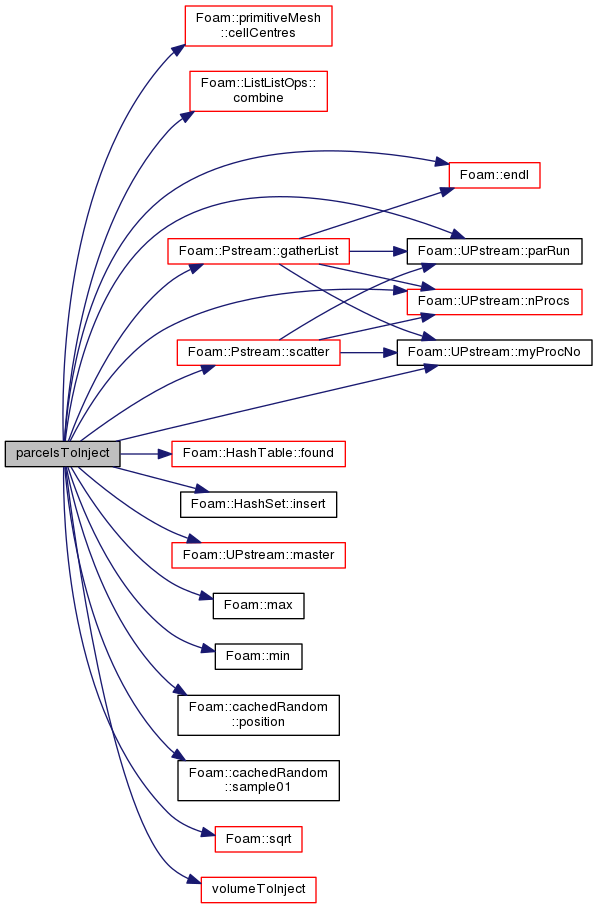 Foam::primitiveMesh
::cellCentres
Foam::ListListOps::
combine
Foam::endl
Foam::Pstream::gatherList
Foam::UPstream::parRun
Foam::UPstream::nProcs
Foam::Pstream::scatter
Foam::UPstream::myProcNo
parcelsToInject
Foam::HashTable::found
Foam::HashSet::insert
Foam::UPstream::master
Foam::max
Foam::min
Foam::cachedRandom
::position
Foam::cachedRandom
::sample01
Foam::sqrt
volumeToInject